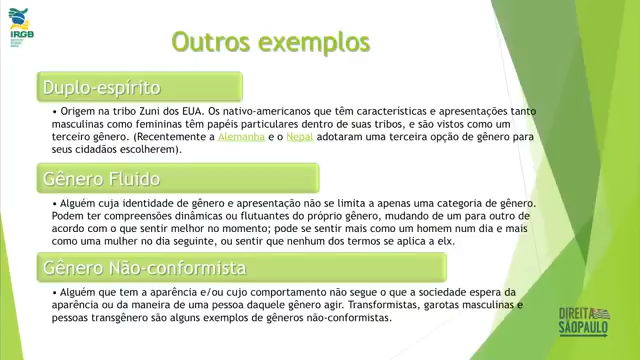 IRGB
Outros exemplos
Duplo-espírito
• Origem na tribo Zuni dos EUA. Os nativo-americanos que têm características e apresentações tanto
masculinas como femininas têm papéis particulares dentro de suas tribos, e são vistos como um
terceiro gênero. (Recentemente a Alemanha e o Nepal adotaram uma terceira opção de gênero para
seus cidadãos escolherem).
Gênero Fluido
• Alguém cuja identidade de gênero e apresentação não se limita a apenas uma categoria de gênero.
Podem ter compreensões dinâmicas ou flutuantes do próprio gênero, mudando de um para outro de
acordo com o que sentir melhor no momento; pode se sentir mais como um homem num dia e mais
como uma mulher no dia seguinte, ou sentir que nenhum dos termos se aplica a elx.
Gênero Não-conformista
• Alguém que tem a aparência e/ou cujo comportamento não segue o que a sociedade espera da
aparência ou da maneira de uma pessoa daquele gênero agir. Transformistas, garotas masculinas e
pessoas transgênero são alguns exemplos de gêneros não-conformistas.
DIREITA
SÃOPAULO